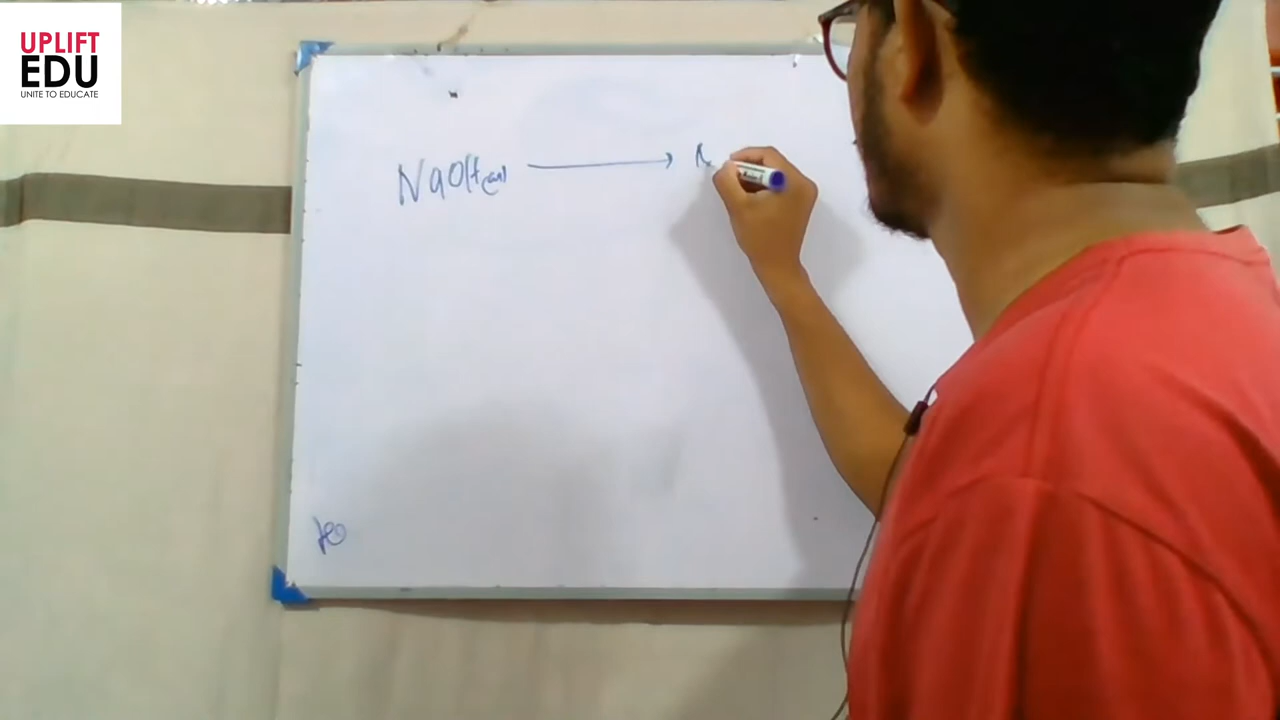 UPLIFT
EDU
UNITE TO EDUCATE
NaOH(aq) ⟶ N